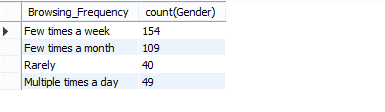 Browsing_Frequency count(Gender)
Few times a week 154
Few times a month 109
Rarely 40
Multiple times a day 49